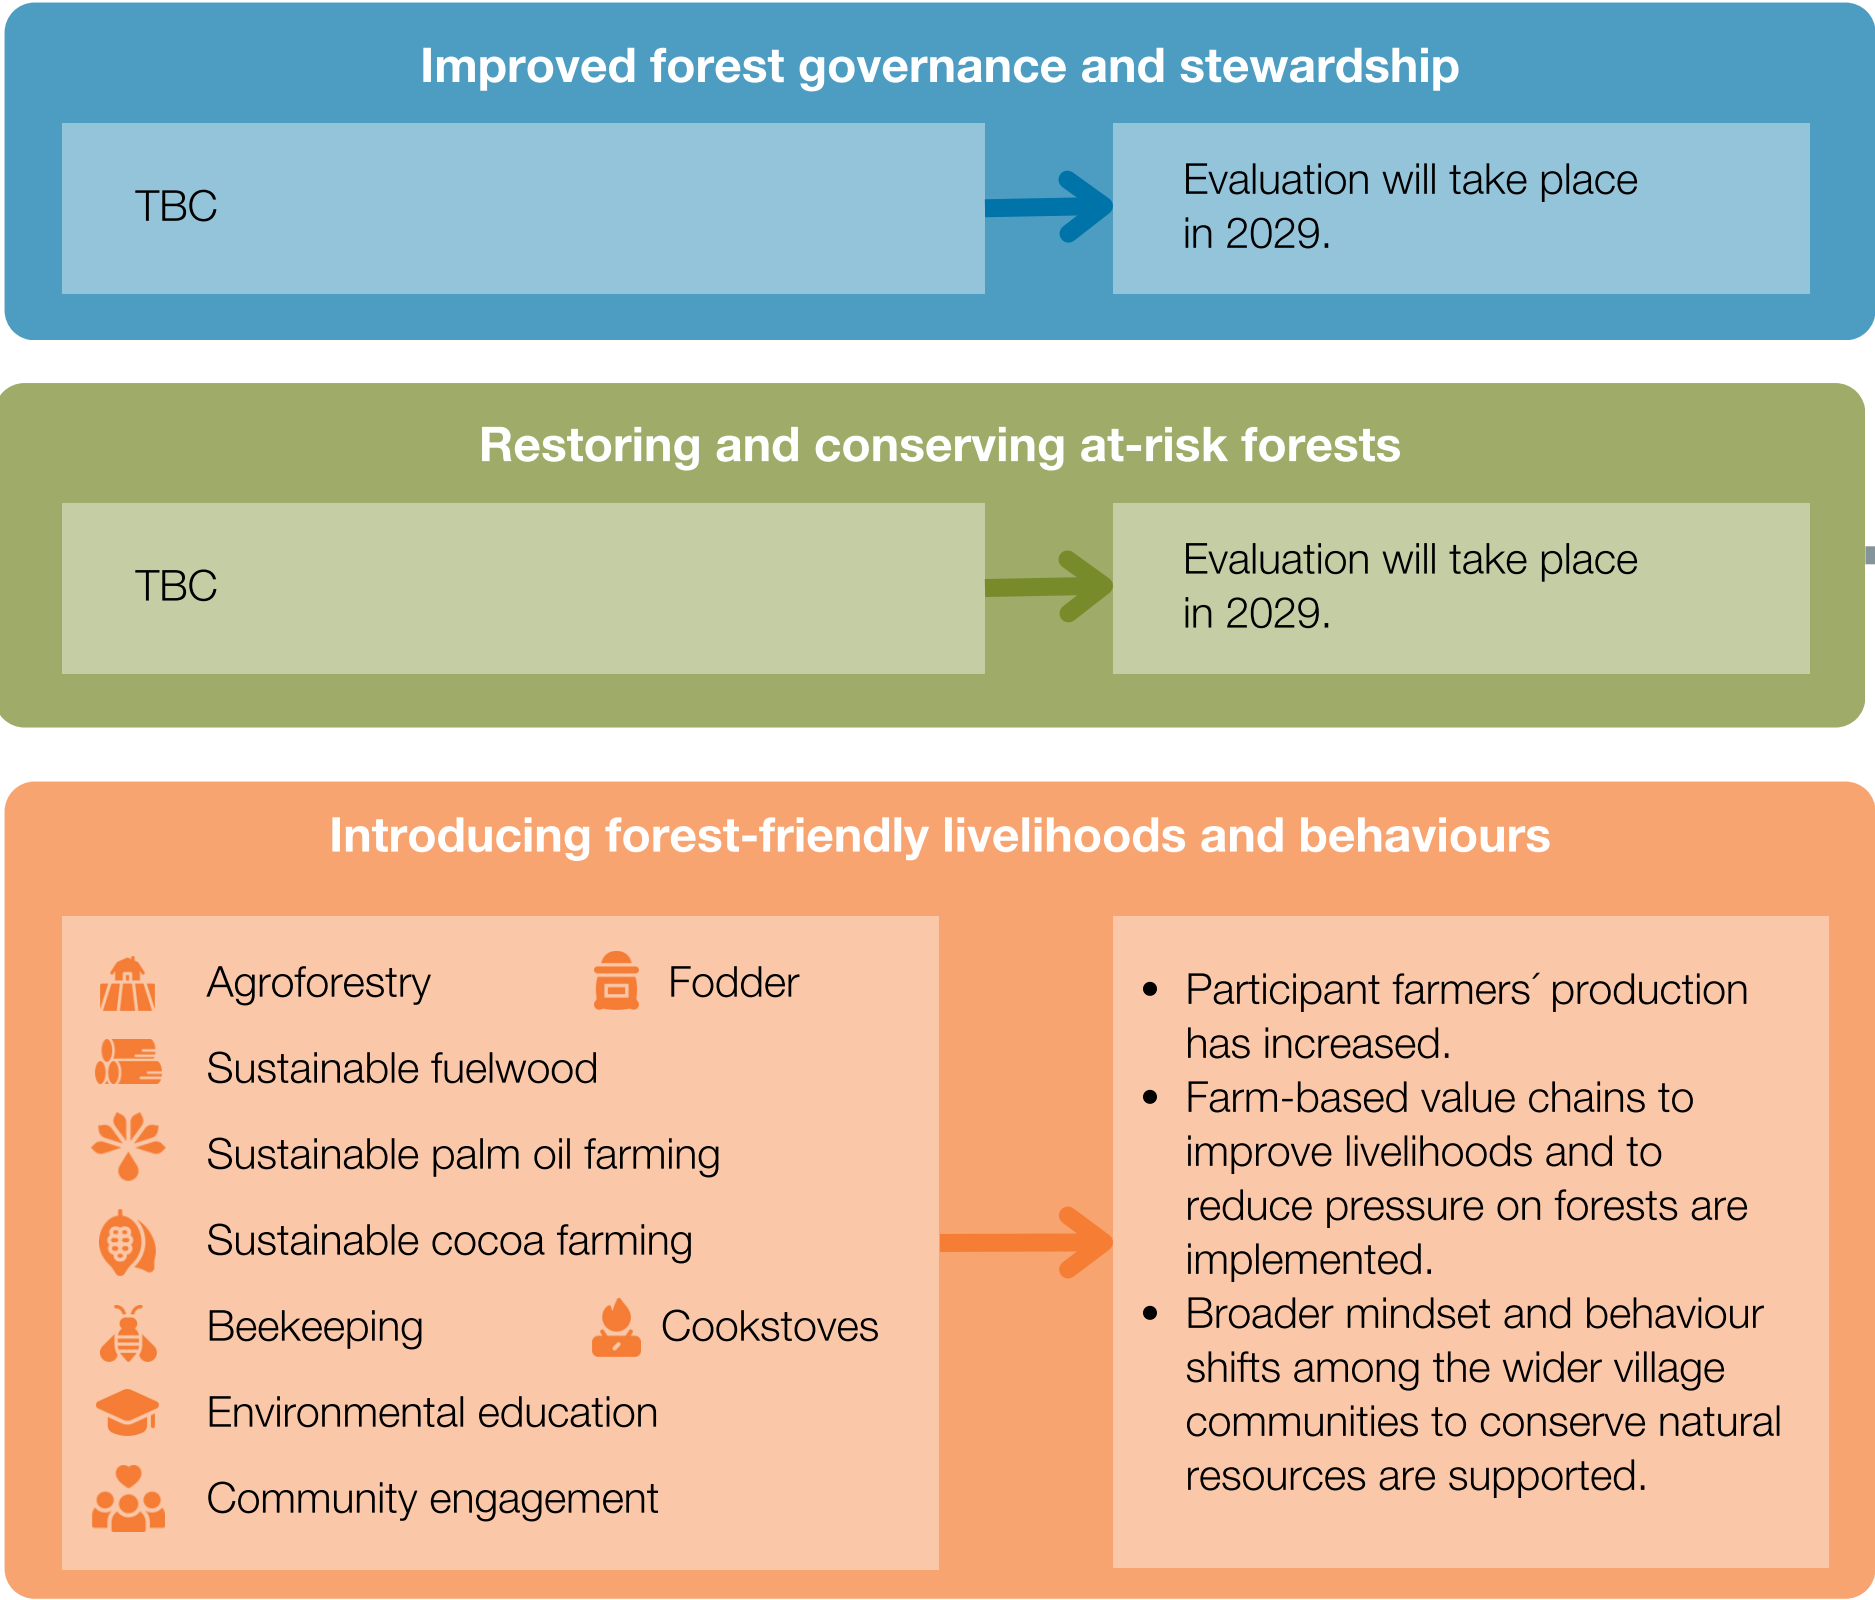 Improved forest governance and stewardship
TBC
Evaluation will take place
in 2029.
Restoring and conserving at-risk forests
TBC
Evaluation will take place
in 2029.
Introducing forest-friendly livelihoods and behaviours
Agroforestry
Fodder
Sustainable fuelwood
Sustainable palm oil farming
Sustainable cocoa farming
Beekeeping
Cookstoves
Environmental education
Community engagement
• Participant farmers´ production
has increased.
• Farm-based value chains to
improve livelihoods and to
reduce pressure on forests are
implemented.
• Broader mindset and behaviour
shifts among the wider village
communities to conserve natural
resources are supported.